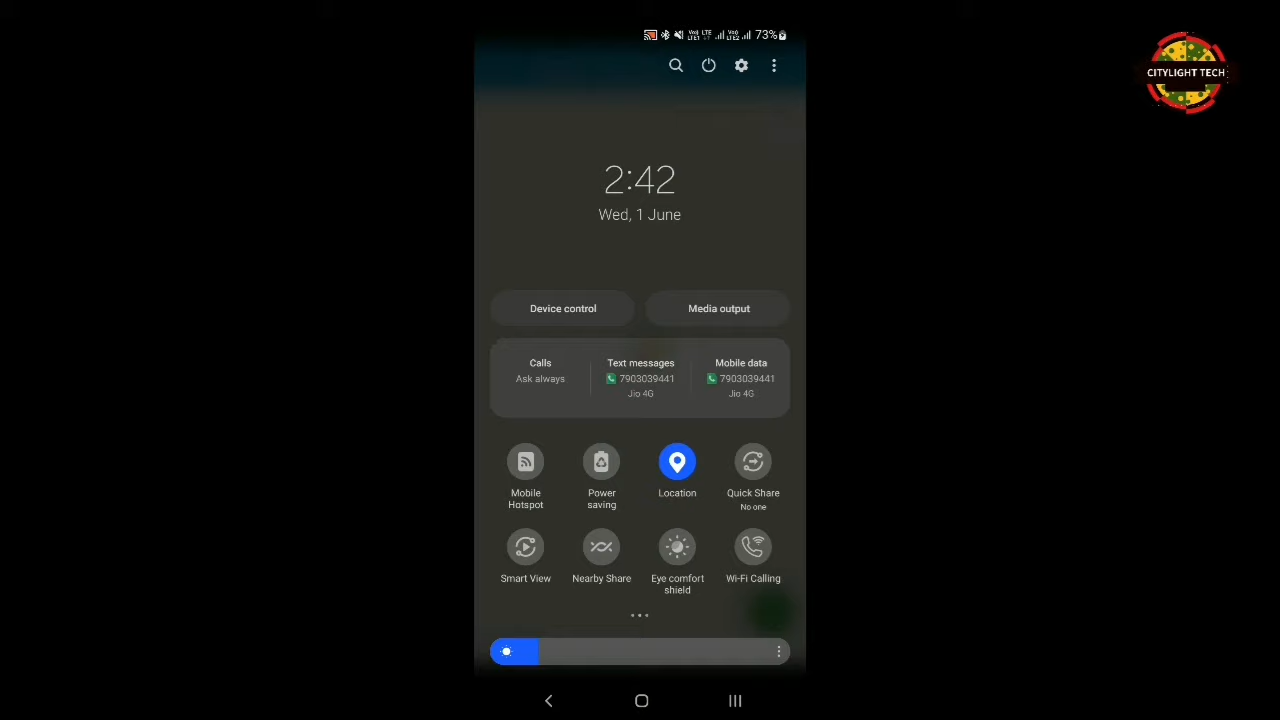 73%
CITYLIGHT TECH
2:42
Wed, 1 June
Device control
Media output
Calls
Ask always
Text messages
7903039441
Jio 4G
Mobile data
7903039441
Jio 4G
Mobile
Hotspot
Power
saving
Location
Quick Share
No one
Smart View
Nearby Share
Eye comfort
shield
Wi-Fi Calling